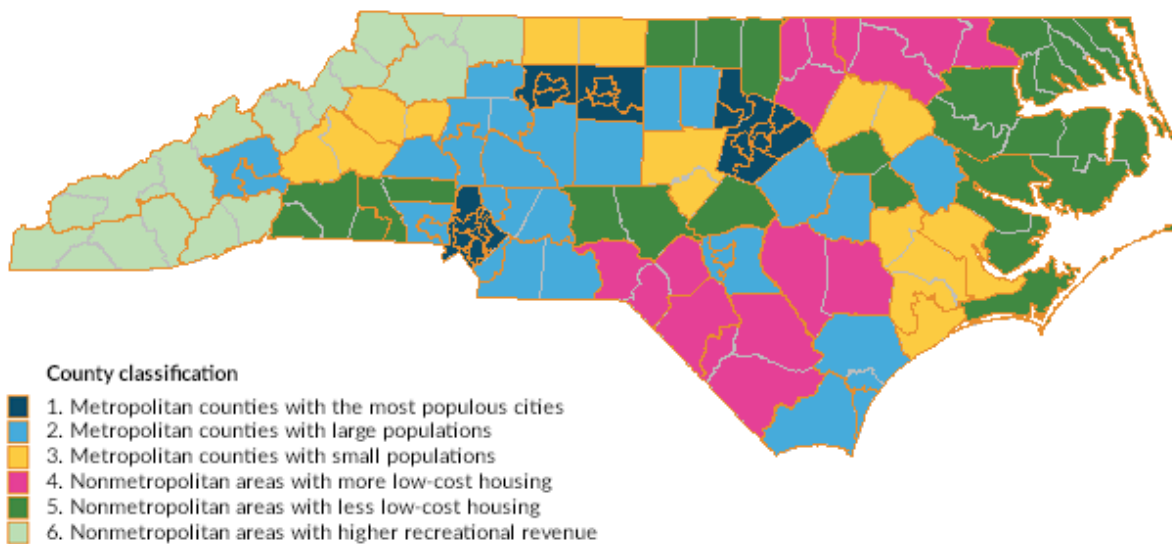 County classification
1. Metropolitan counties with the most populous cities
2. Metropolitan counties with large populations
3. Metropolitan counties with small populations
4. Nonmetropolitan areas with more low-cost housing
5. Nonmetropolitan areas with less low-cost housing
6. Nonmetropolitan areas with higher recreational revenue